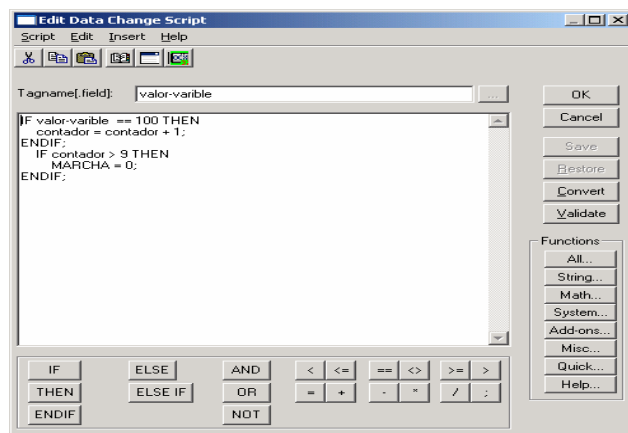 Edit Data Change Script
Script Edit Insert Help
Tagname[.field]: valor-varible ...
OK
Cancel
Save
Restore
Convert
Validate
IF valor-varible == 100 THEN
contador = contador + 1;
ENDIF;
IF contador > 9 THEN
MARCHA = 0;
ENDIF;
Functions
All...
String...
Math...
System...
Add-ons...
Misc...
Quick...
Help...
IF ELSE AND < <= == <> >= >
THEN ELSE IF OR = + - * / ;
ENDIF NOT